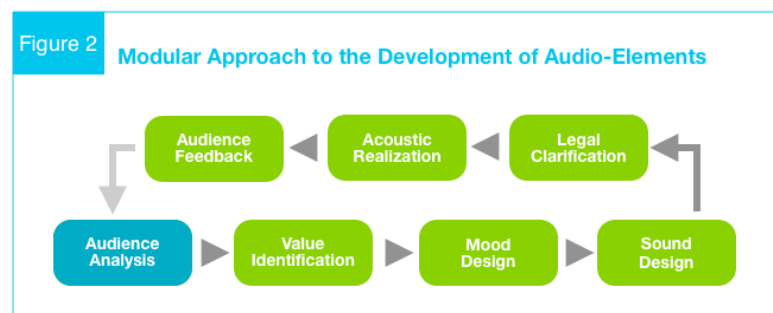 Figure 2
Modular Approach to the Development of Audio-Elements
Audience
Feedback
Acoustic
Realization
Legal
Clarification
Audience
Analysis
Value
Identification
Mood
Design
Sound
Design